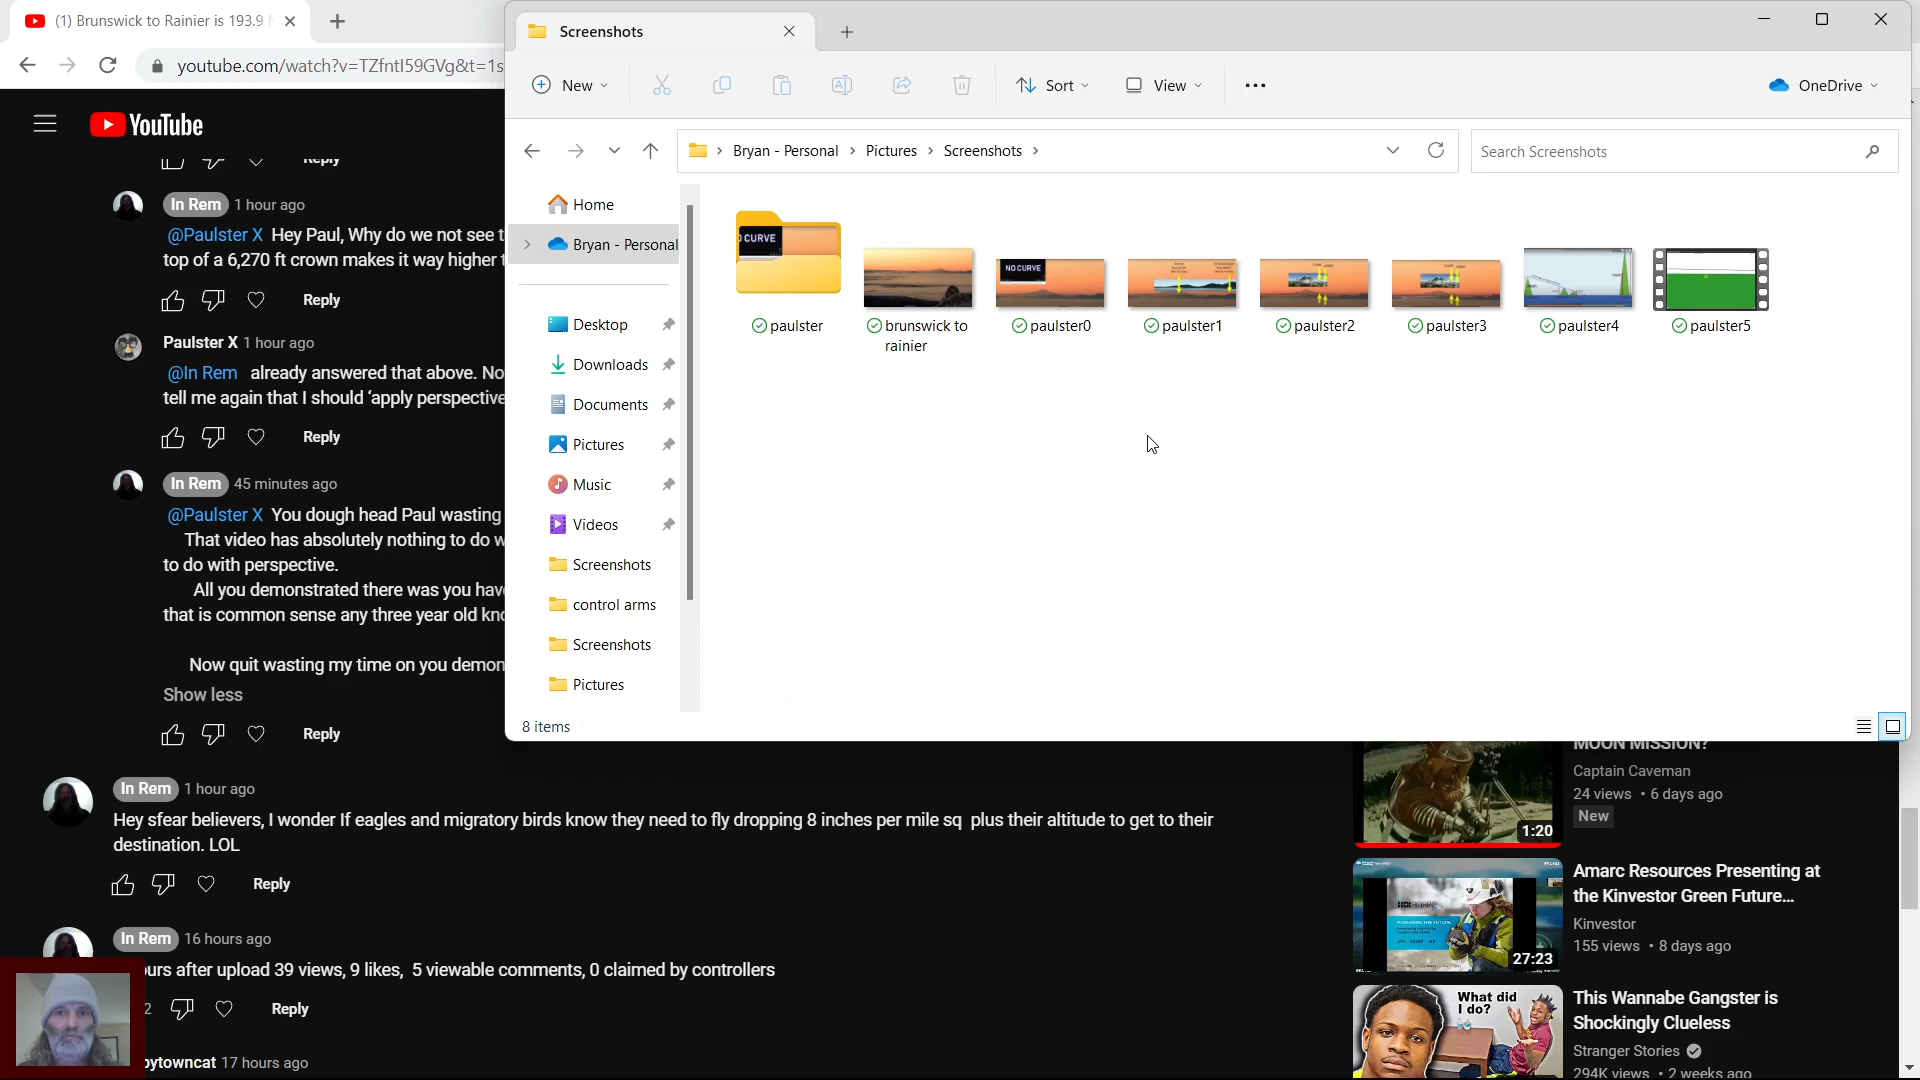 (1) Brunswick to Rainier is 193.9
youtube.com/watch?v=TZfntI59GVg&t=1s
YouTube
Reply
In Rem 1 hour ago
@Paulster X Hey Paul, Why do we not see t
top of a 6,270 ft crown makes it way higher
Reply
Paulster X 1 hour ago
@In Rem already answered that above. No
tell me again that I should 'apply perspective
Reply
In Rem 45 minutes ago
@Paulster X You dough head Paul wasting
That video has absolutely nothing to do w
to do with perspective.
All you demonstrated there was you hav
that is common sense any three year old kno
Now quit wasting my time on you demon
Show less
Reply
In Rem 1 hour ago
Hey sfear believers, I wonder If eagles and migratory birds know they need to fly dropping 8 inches per mile sq plus their altitude to get to their
destination. LOL
Reply
In Rem 16 hours ago
ours after upload 39 views, 9 likes, 5 viewable comments, 0 claimed by controllers
2 Reply
pytowncat 17 hours ago
Screenshots
New
Sort
View
OneDrive
Bryan - Personal
Pictures
Screenshots
Search Screenshots
Home
Bryan - Personal
Desktop
Downloads
Documents
Pictures
Music
Videos
Screenshots
control arms
Screenshots
Pictures
CURVE
paulster
brunswick to
rainier
NO CURVE
paulster0
paulster1
paulster2
paulster3
paulster4
paulster5
8 items
MOON MISSION?
Captain Caveman
24 views • 6 days ago
New
1:20
Amarc Resources Presenting at
the Kinvestor Green Future...
Kinvestor
155 views • 8 days ago
27:23
What did
I do?
This Wannabe Gangster is
Shockingly Clueless
Stranger Stories
294K views • 2 weeks ago